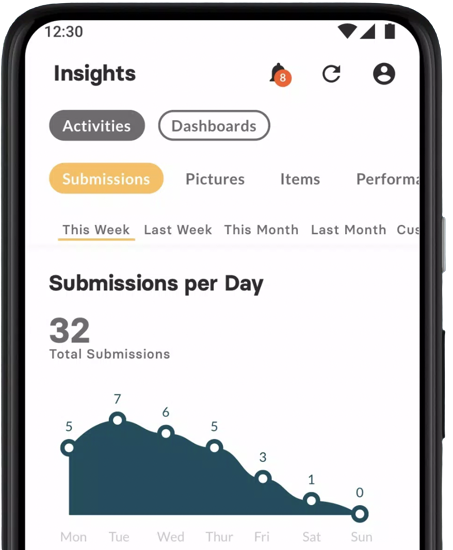 12:30
Insights
8
Activities Dashboards
Submissions Pictures Items Performa
This Week Last Week This Month Last Month Cus
Submissions per Day
32
Total Submissions
5 7 6 5 3 1 0
Mon Tue Wed Thur Fri Sat Sun